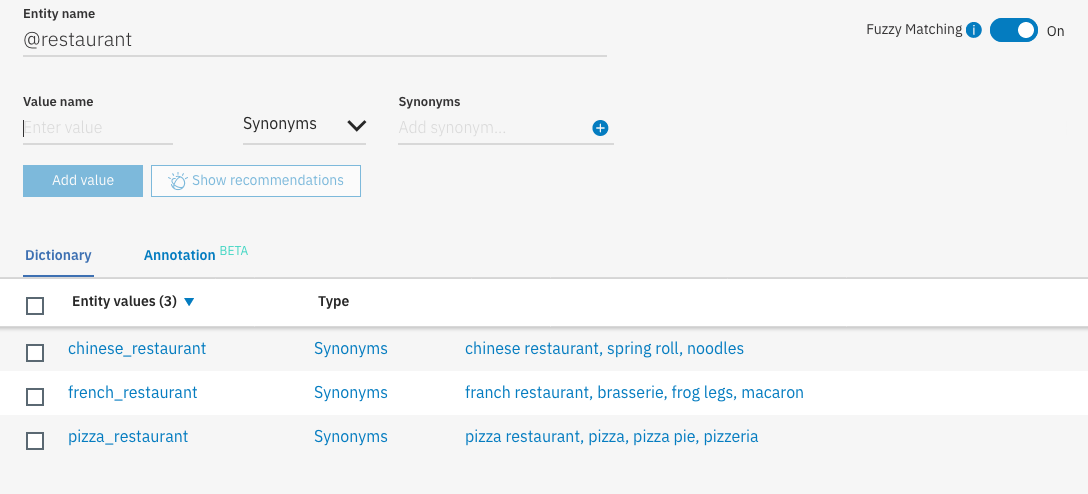 Entity name
@restaurant
Fuzzy Matching i On
Value name
Synonyms
Enter value
Synonyms
Add synonym...
Add value
Show recommendations
Dictionary
Annotation BETA
Entity values (3) Type
chinese_restaurant Synonyms chinese restaurant, spring roll, noodles
french_restaurant Synonyms franch restaurant, brasserie, frog legs, macaron
pizza_restaurant Synonyms pizza restaurant, pizza, pizza pie, pizzeria